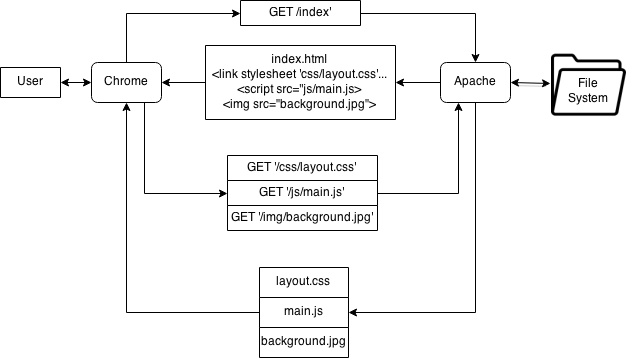 GET /index'
User
Chrome
index.html
<link stylesheet 'css/layout.css'...
<script src="js/main.js>
<img src="background.jpg">
Apache
File
System
GET '/css/layout.css'
GET '/js/main.js'
GET '/img/background.jpg'
layout.css
main.js
background.jpg